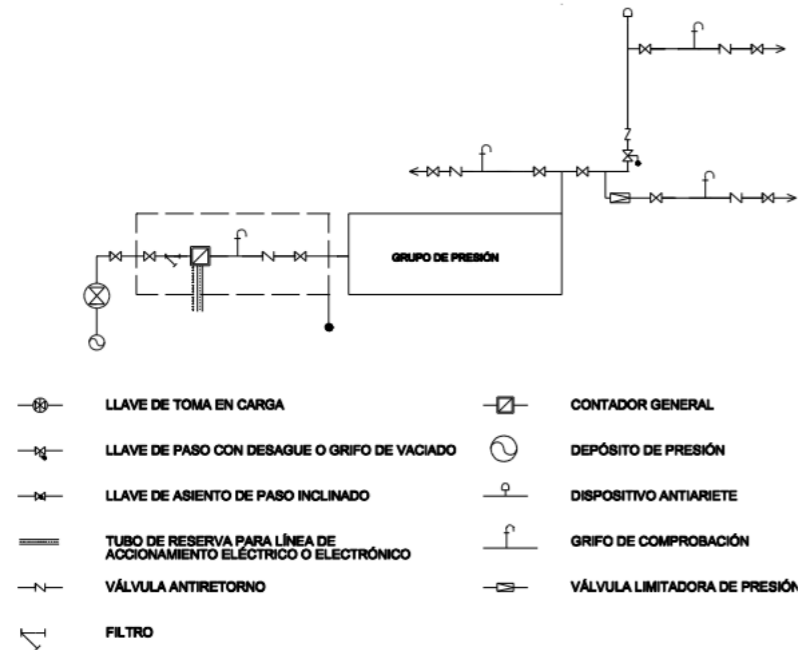 GRUPO DE PRESIÓN
LLAVE DE TOMA EN CARGA
CONTADOR GENERAL
LLAVE DE PASO CON DESAGUE O GRIFO DE VACIADO
DEPÓSITO DE PRESIÓN
LLAVE DE ASIENTO DE PASO INCLINADO
DISPOSITIVO ANTIARIETE
TUBO DE RESERVA PARA LÍNEA DE
ACCIONAMIENTO ELÉCTRICO O ELECTRÓNICO
GRIFO DE COMPROBACIÓN
VÁLVULA ANTIRETORNO
VÁLVULA LIMITADORA DE PRESIÓN
FILTRO